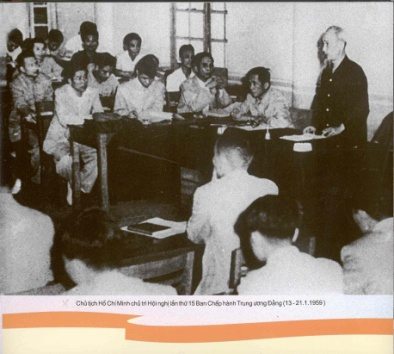 Chủ tịch Hồ Chí Minh chủ trì Hội nghị lần thứ 15 Ban Chấp hành Trung ương Đảng (13 - 21.1.1959)